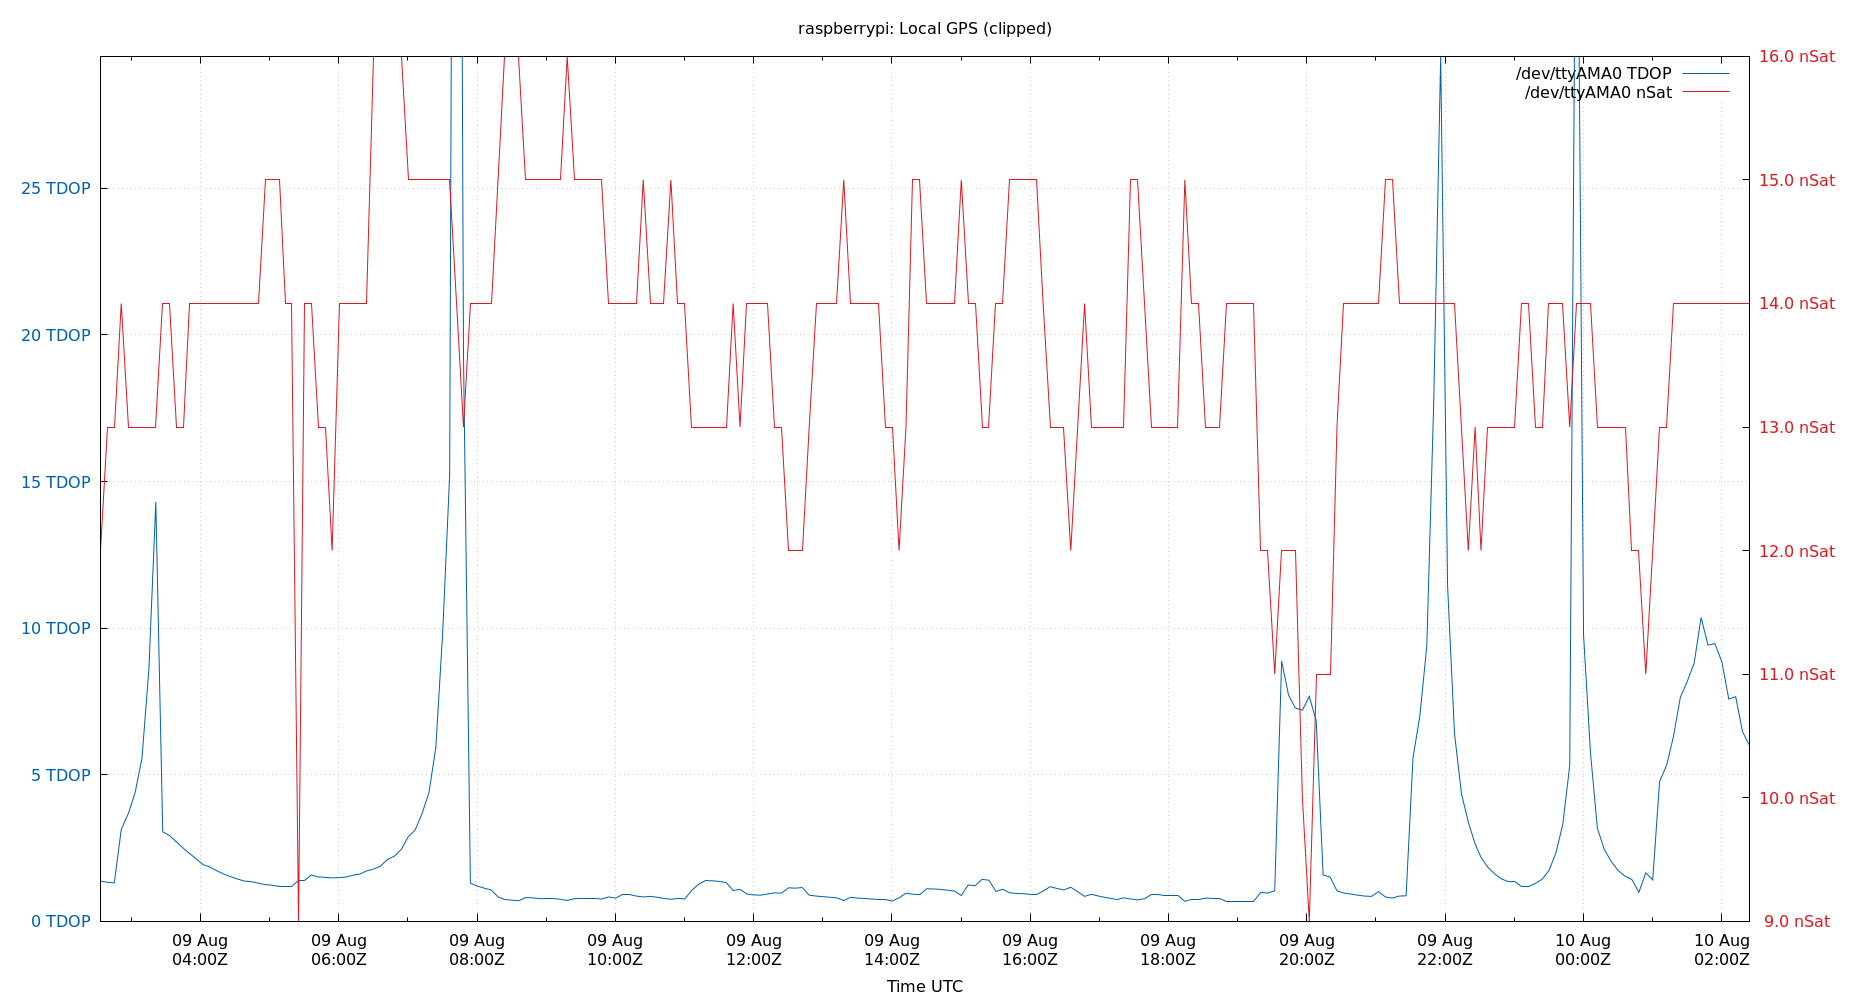 raspberrypi: Local GPS (clipped)
/dev/ttyAMA0 TDOP
/dev/ttyAMA0 nSat
25 TDOP
20 TDOP
15 TDOP
10 TDOP
5 TDOP
0 TDOP
16.0 nSat
15.0 nSat
14.0 nSat
13.0 nSat
12.0 nSat
11.0 nSat
10.0 nSat
9.0 nSat
09 Aug 09 Aug 09 Aug 09 Aug 09 Aug 09 Aug 09 Aug 09 Aug 09 Aug 09 Aug 10 Aug 10 Aug
04:00Z 06:00Z 08:00Z 10:00Z 12:00Z 14:00Z 16:00Z 18:00Z 20:00Z 22:00Z 00:00Z 02:00Z
Time UTC